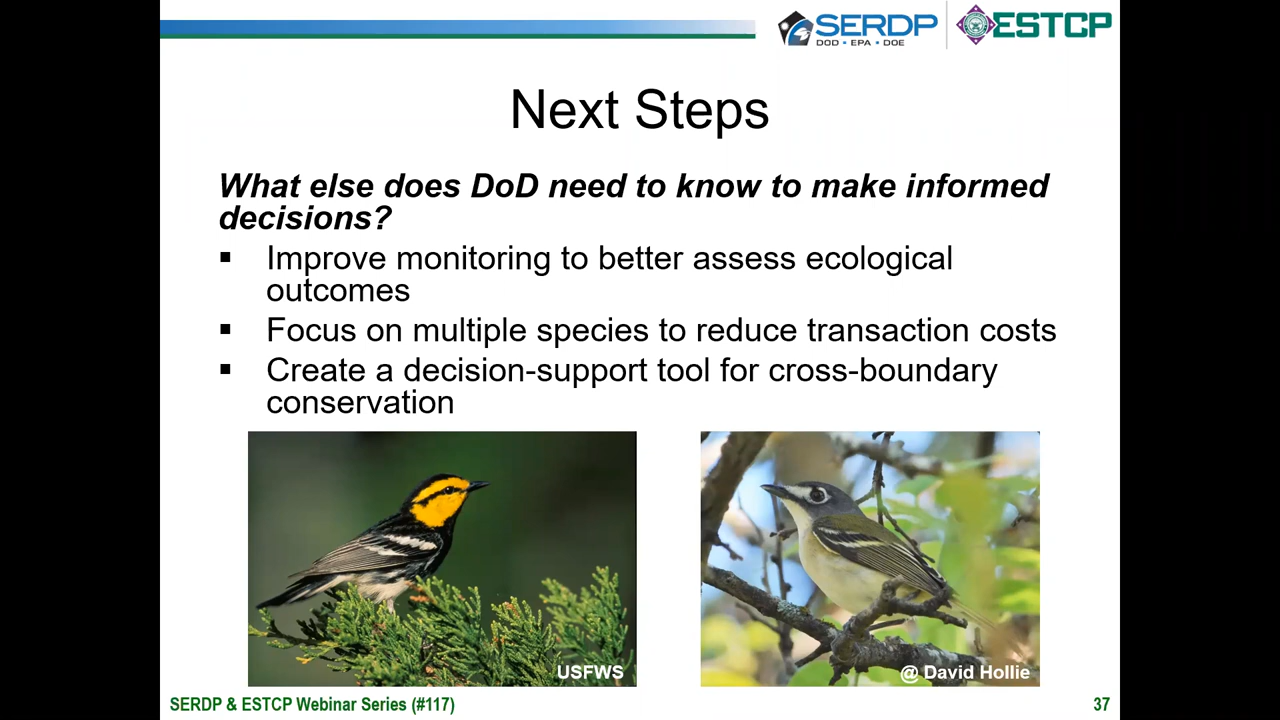 SERDP
DOD • EPA • DOE
ESTCP
Next Steps
What else does DoD need to know to make informed
decisions?
▪ Improve monitoring to better assess ecological
outcomes
▪ Focus on multiple species to reduce transaction costs
▪ Create a decision-support tool for cross-boundary
conservation
USFWS
@ David Hollie
SERDP & ESTCP Webinar Series (#117)
37